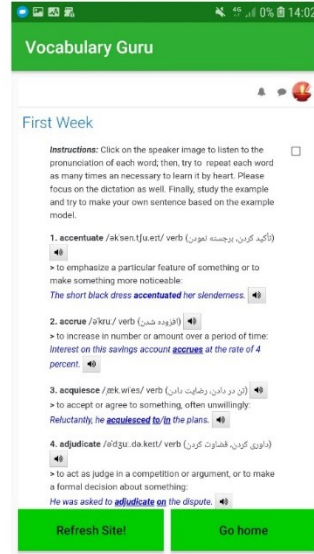 4G 0% 14:02
Vocabulary Guru
First Week
Instructions: Click on the speaker image to listen to the
pronunciation of each word; then, try to repeat each word
as many times an necessary to learn it by heart. Please
focus on the dictation as well. Finally, study the example
and try to make your own sentence based on the example
model.
1. accentuate /əkˈsen.tʃu.eɪt/ verb (تأکید کردن، برجسته نمودن)
> to emphasize a particular feature of something or to
make something more noticeable:
The short black dress accentuated her slenderness.
2. accrue /əˈkruː/ verb (افزوده شدن)
> to increase in number or amount over a period of time:
Interest on this savings account accrues at the rate of 4
percent.
3. acquiesce /ˌæk.wiˈes/ verb (تن در دادن، رضایت دادن)
> to accept or agree to something, often unwillingly:
Reluctantly, he acquiesced to/in the plans.
4. adjudicate /əˈdʒuː.də.keɪt/ verb (داوری کردن، قضاوت کردن)
> to act as judge in a competition or argument, or to make
a formal decision about something:
He was asked to adjudicate on the dispute.
Refresh Site! Go home